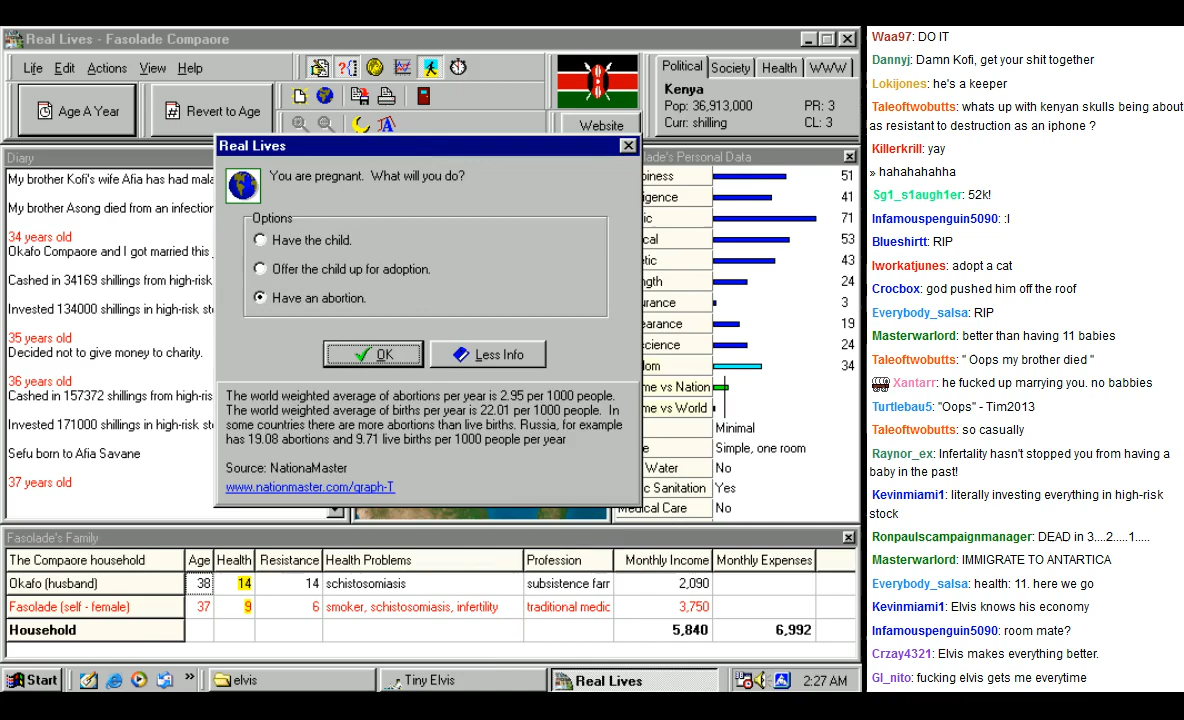 Real Lives - Fasolade Compaore
Life Edit Actions View Help
Age A Year
Revert to Age
Website
Political Society Health WWW
Kenya
Pop: 36,913,000 PR: 3
Curr: shilling CL: 3
Diary
My brother Kofi's wife Afia has had mala
My brother Asong died from an infection
34 years old
Okafo Compaore and I got married this
Cashed in 34169 shillings from high-risk
Invested 134000 shillings in high-risk st
35 years old
Decided not to give money to charity.
36 years old
Cashed in 157372 shillings from high-risk
Invested 171000 shillings in high-risk st
Sefu born to Afia Savane
37 years old
Real Lives
You are pregnant. What will you do?
Options
Have the child.
Offer the child up for adoption.
Have an abortion.
OK
Less Info
The world weighted average of abortions per year is 2.95 per 1000 people.
The world weighted average of births per year is 22.01 per 1000 people. In
some countries there are more abortions than live births. Russia, for example
has 19.08 abortions and 9.71 live births per 1000 people per year
Source: NationaMaster
www.nationmaster.com/graph-T
lade's Personal Data
piness 51
igence 41
ic 71
cal 53
etic 43
ngth 24
urance 3
earance 19
science 24
dom 34
me vs Nation
me vs World
Minimal
e Simple, one room
Water No
c Sanitation Yes
Medical Care No
Fasolade's Family
The Compaore household Age Health Resistance Health Problems Profession Monthly Income Monthly Expenses
Okafo (husband) 38 14 14 schistosomiasis subsistence farr 2,090
Fasolade (self - female) 37 9 6 smoker, schistosomiasis, infertility traditional medic 3,750
Household 5,840 6,992
Start » elvis Tiny Elvis Real Lives 2:27 AM
Waa97: DO IT
Dannyj: Damn Kofi, get your shit together
Lokijones: he's a keeper
Taleoftwobutts: whats up with kenyan skulls being about
as resistant to destruction as an iphone ?
Killerkrill: yay
» hahahahahha
Sg1_s1augh1er: 52k!
Infamouspenguin5090: :I
Blueshirtt: RIP
Iworkatjunes: adopt a cat
Crocbox: god pushed him off the roof
Everybody_salsa: RIP
Masterwarlord: better than having 11 babies
Taleoftwobutts: " Oops my brother died "
Xantarr: he fucked up marrying you. no babbies
Turtlebau5: "Oops" - Tim2013
Taleoftwobutts: so casually
Raynor_ex: Infertality hasn't stopped you from having a
baby in the past!
Kevinmiami1: literally investing everything in high-risk
stock
Ronpaulscampaignmanager: DEAD in 3....2.....1.....
Masterwarlord: IMMIGRATE TO ANTARTICA
Everybody_salsa: health: 11. here we go
Kevinmiami1: Elvis knows his economy
Infamouspenguin5090: room mate?
Crzay4321: Elvis makes everything better.
Gl_nito: fucking elvis gets me everytime